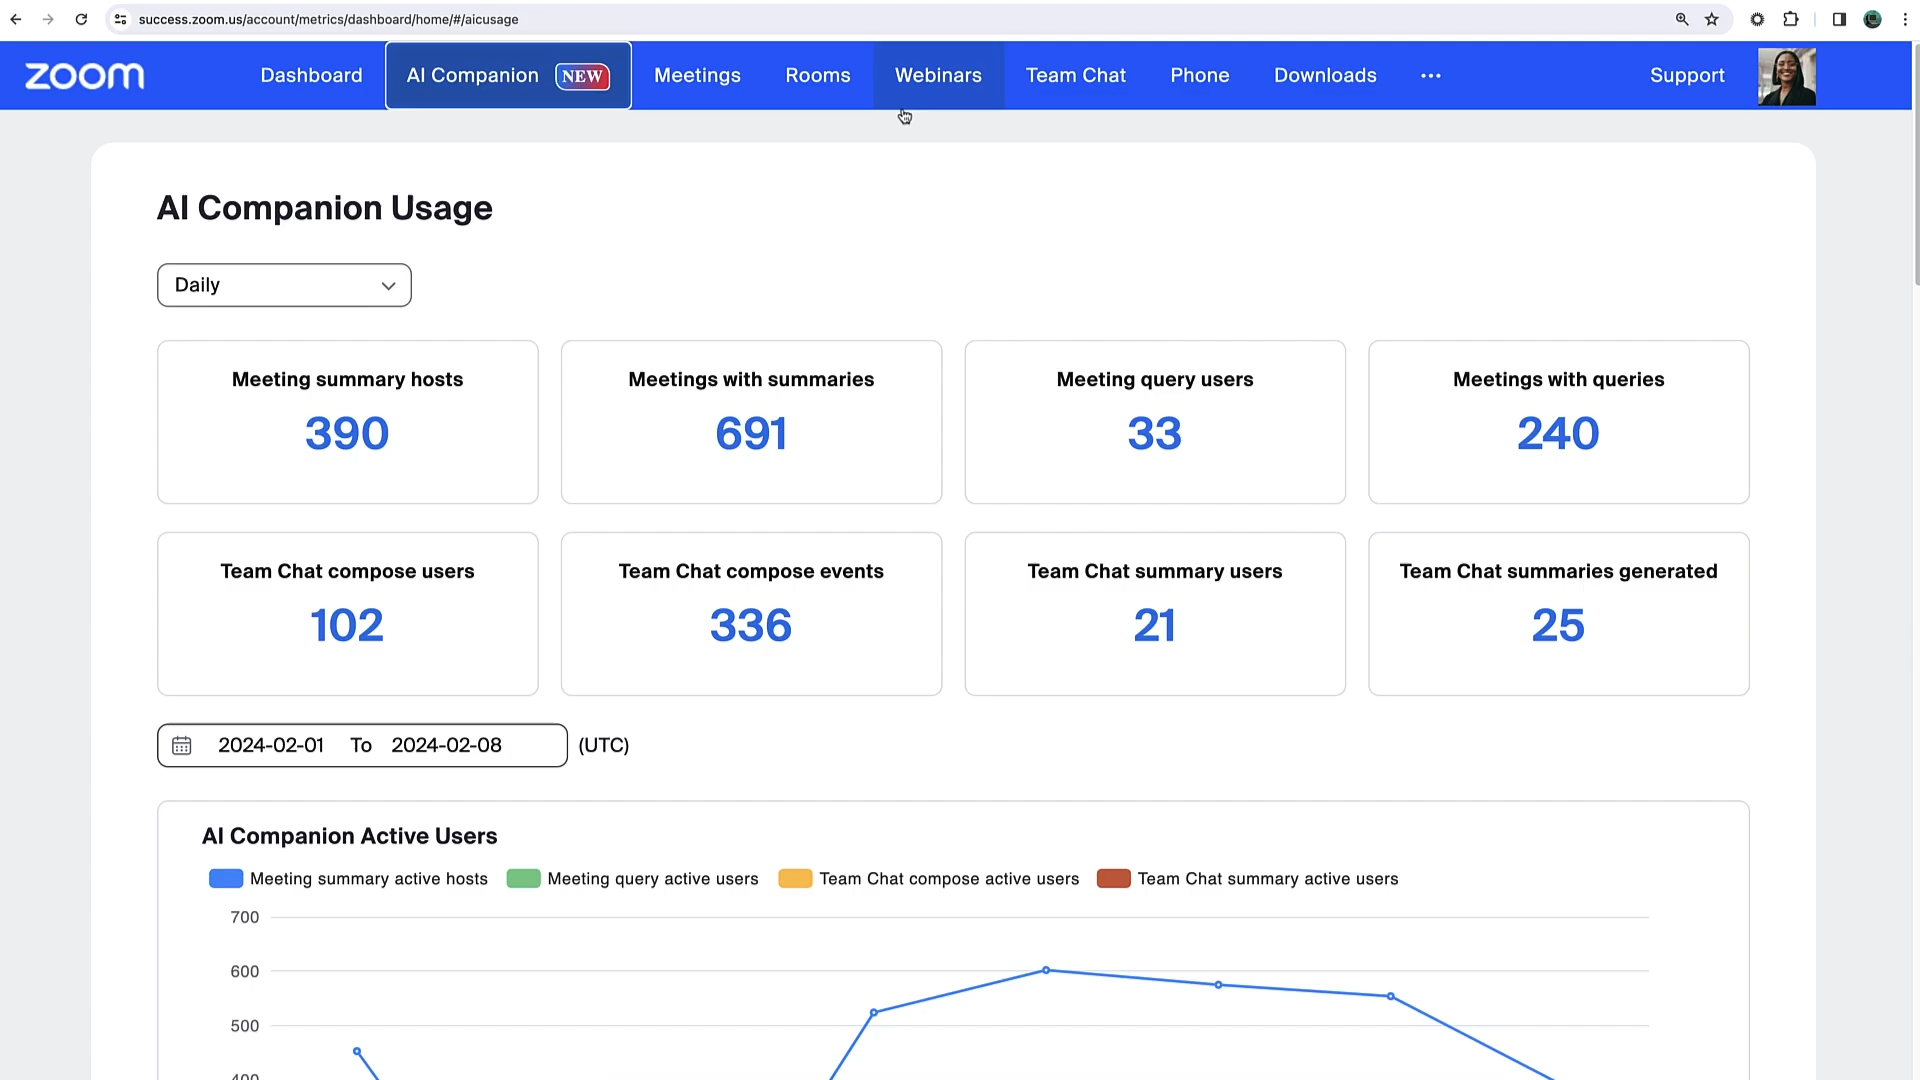 success.zoom.us/account/metrics/dashboard/home/#/aicusage
zoom Dashboard AI Companion NEW Meetings Rooms Webinars Team Chat Phone Downloads ••• Support
AI Companion Usage
Daily
Meeting summary hosts Meetings with summaries Meeting query users Meetings with queries
390 691 33 240
Team Chat compose users Team Chat compose events Team Chat summary users Team Chat summaries generated
102 336 21 25
2024-02-01 To 2024-02-08 (UTC)
AI Companion Active Users
Meeting summary active hosts Meeting query active users Team Chat compose active users Team Chat summary active users
700
600
500
400